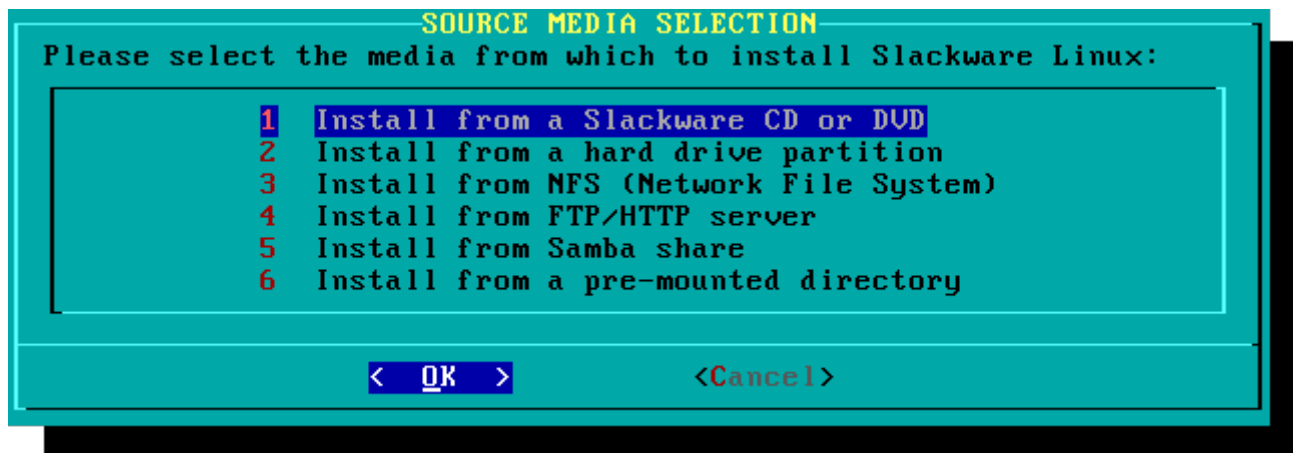 SOURCE MEDIA SELECTION
Please select the media from which to install Slackware Linux:
1 Install from a Slackware CD or DVD
2 Install from a hard drive partition
3 Install from NFS (Network File System)
4 Install from FTP/HTTP server
5 Install from Samba share
6 Install from a pre-mounted directory
< OK > <Cancel>